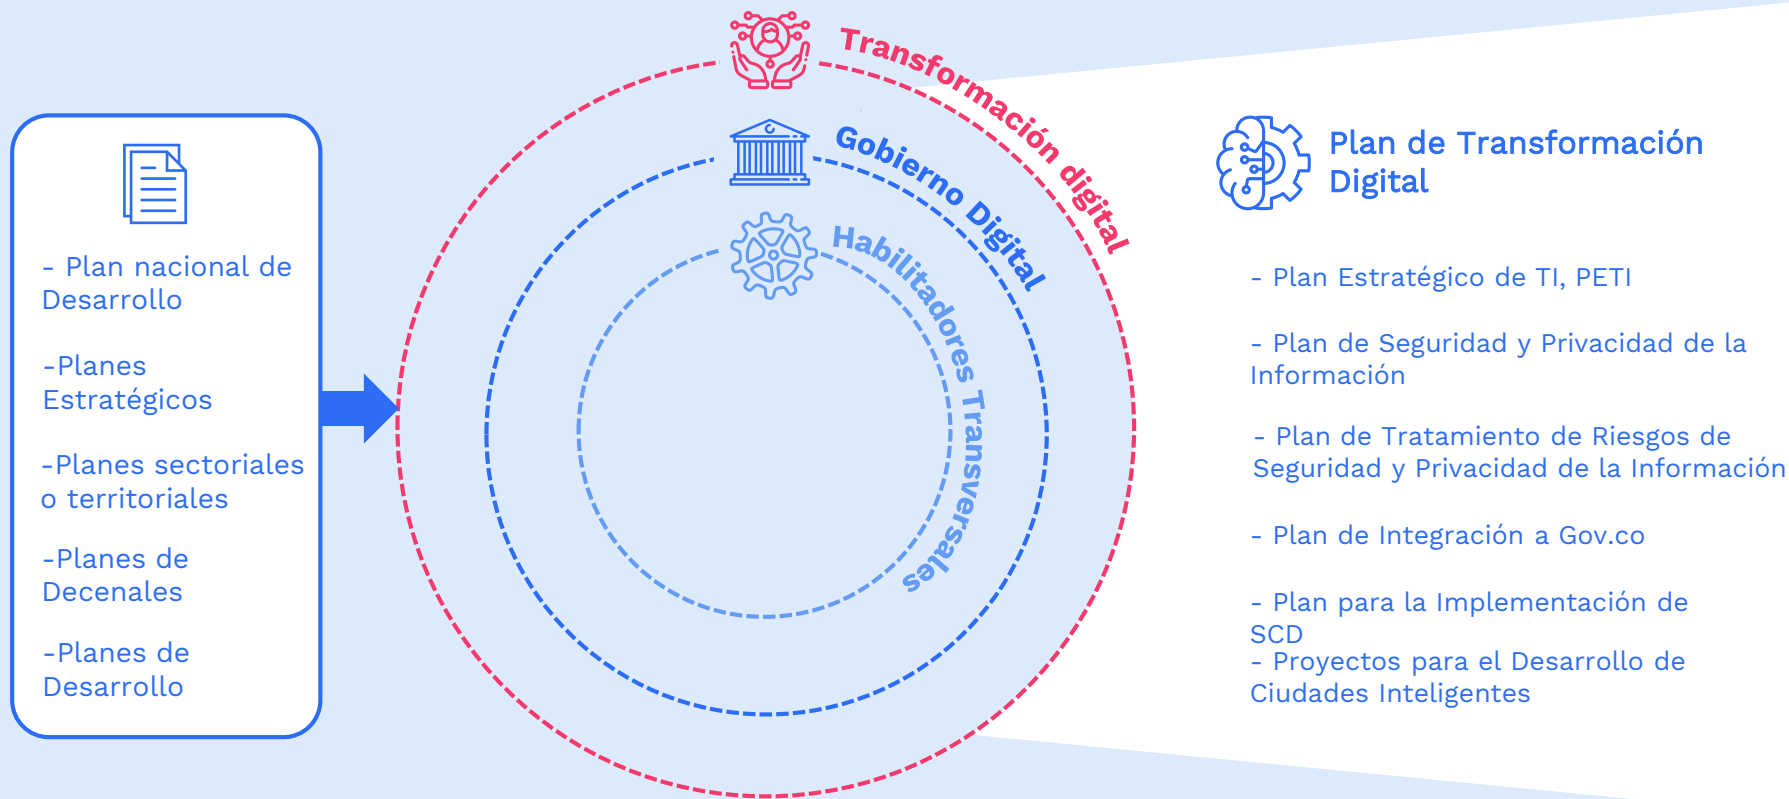 - Plan nacional de
Desarrollo
-Planes
Estratégicos
-Planes sectoriales
o territoriales
-Planes de
Decenales
-Planes de
Desarrollo
Transformación digital
Gobierno Digital
Habilitadores Transversales
Plan de Transformación
Digital
- Plan Estratégico de TI, PETI
- Plan de Seguridad y Privacidad de la
Información
- Plan de Tratamiento de Riesgos de
Seguridad y Privacidad de la Información
- Plan de Integración a Gov.co
- Plan para la Implementación de
SCD
- Proyectos para el Desarrollo de
Ciudades Inteligentes